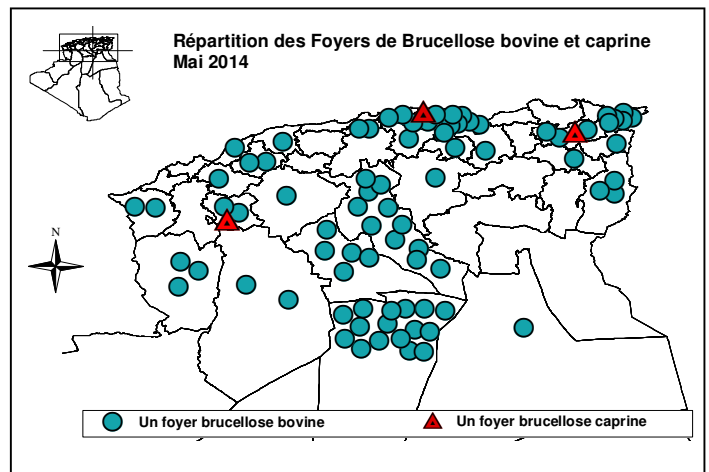 Répartition des Foyers de Brucellose bovine et caprine
Mai 2014
N
Un foyer brucellose bovine
Un foyer brucellose caprine